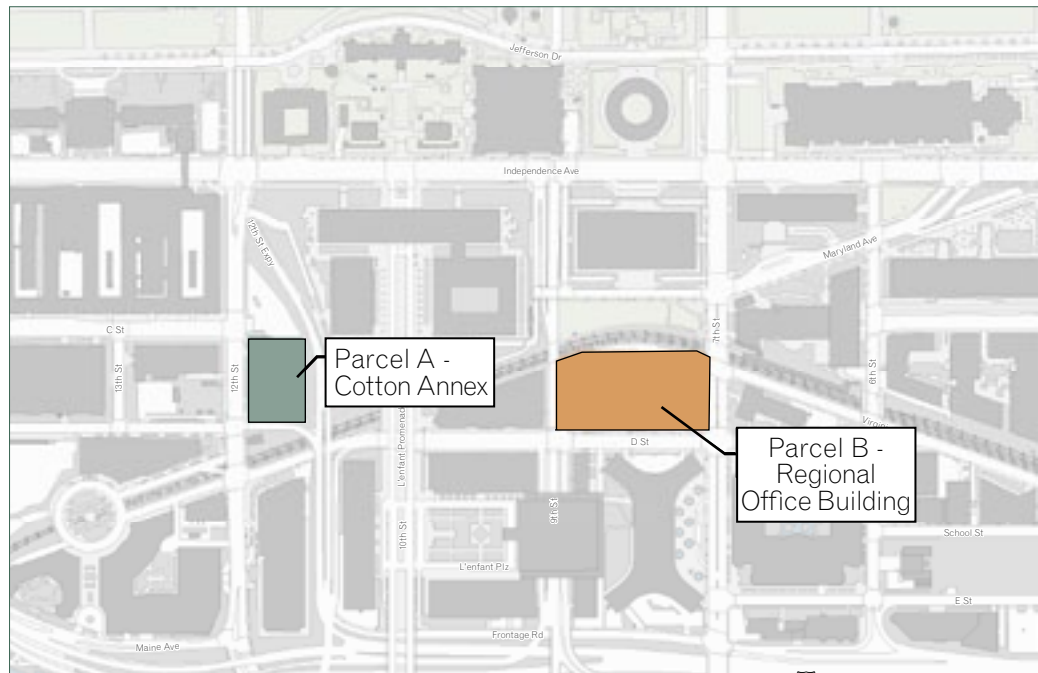 Jefferson Dr
Independence Ave
12th St Expy
Maryland Ave
C St
13th St
12th St
7th St
6th St
Parcel A -
Cotton Annex
L'enfant Promenad
D St
Parcel B -
Regional
Office Building
Virgini
10th St
9th St
School St
L'enfant Plz
E St
Frontage Rd
Maine Ave